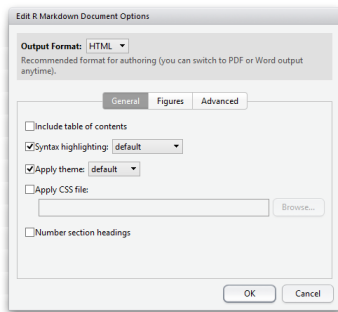 Edit R Markdown Document Options
Output Format: HTML
Recommended format for authoring (you can switch to PDF or Word output
anytime).
General Figures Advanced
Include table of contents
Syntax highlighting: default
Apply theme: default
Apply CSS file:
Browse...
Number section headings
OK Cancel